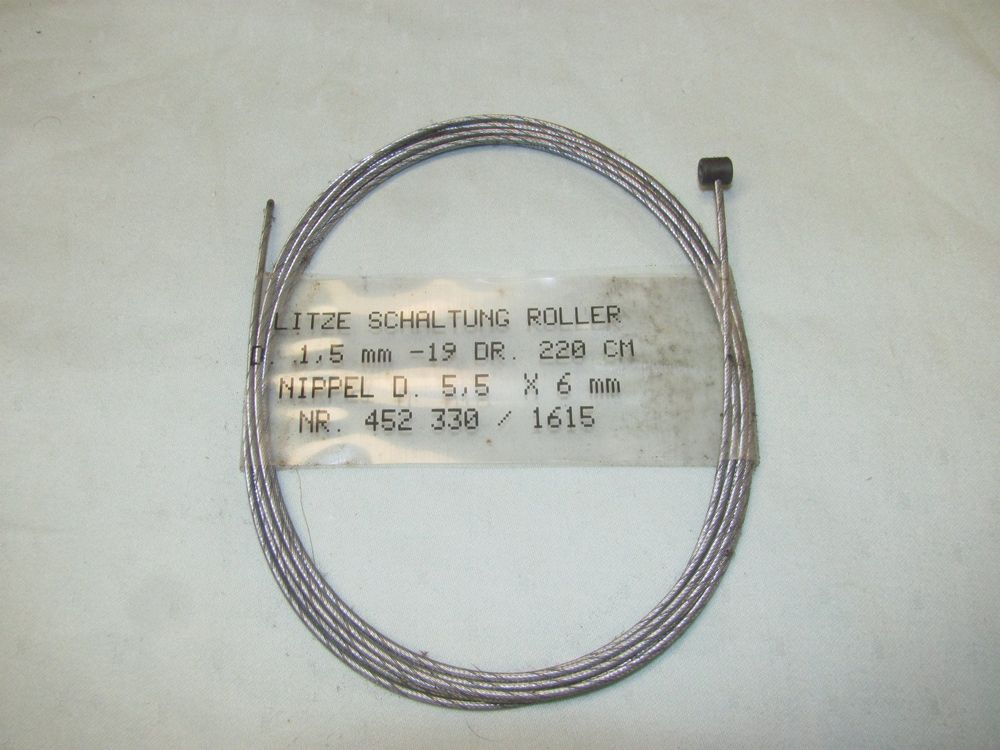 LITZE SCHALTUNG ROLLER
D. 1,5 mm -19 DR. 220 CM
NIPPEL D. 5,5 X 6 mm
NR. 452 330 / 1615